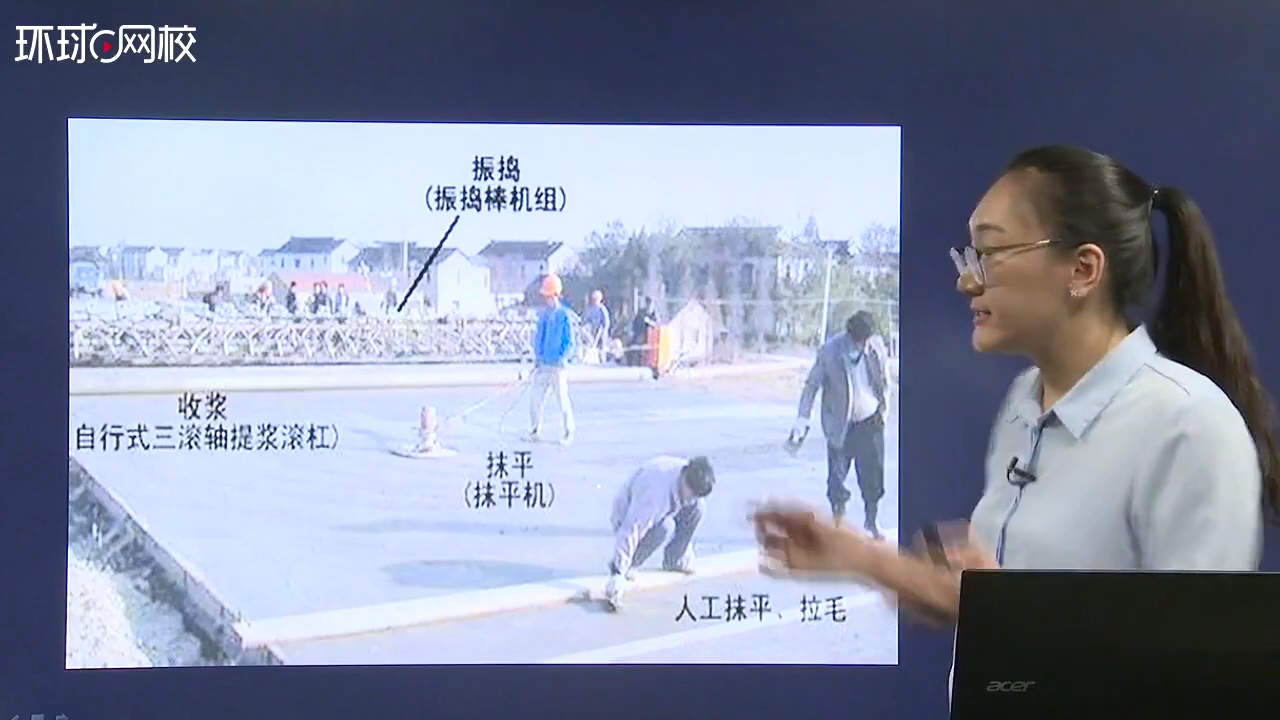 环球网校
振捣
(振捣棒机组)
收浆
自行式三滚轴提浆滚杠)
抹平
(抹平机)
人工抹平、拉毛
acer